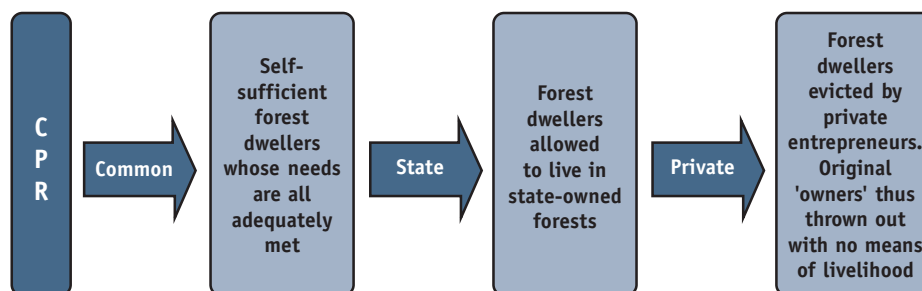 C
P
R
Common
Self-
sufficient
forest
dwellers
whose needs
are all
adequately
met
State
Forest
dwellers
allowed
to live in
state-owned
forests
Private
Forest
dwellers
evicted by
private
entrepreneurs.
Original
'owners' thus
thrown out
with no means
of livelihood